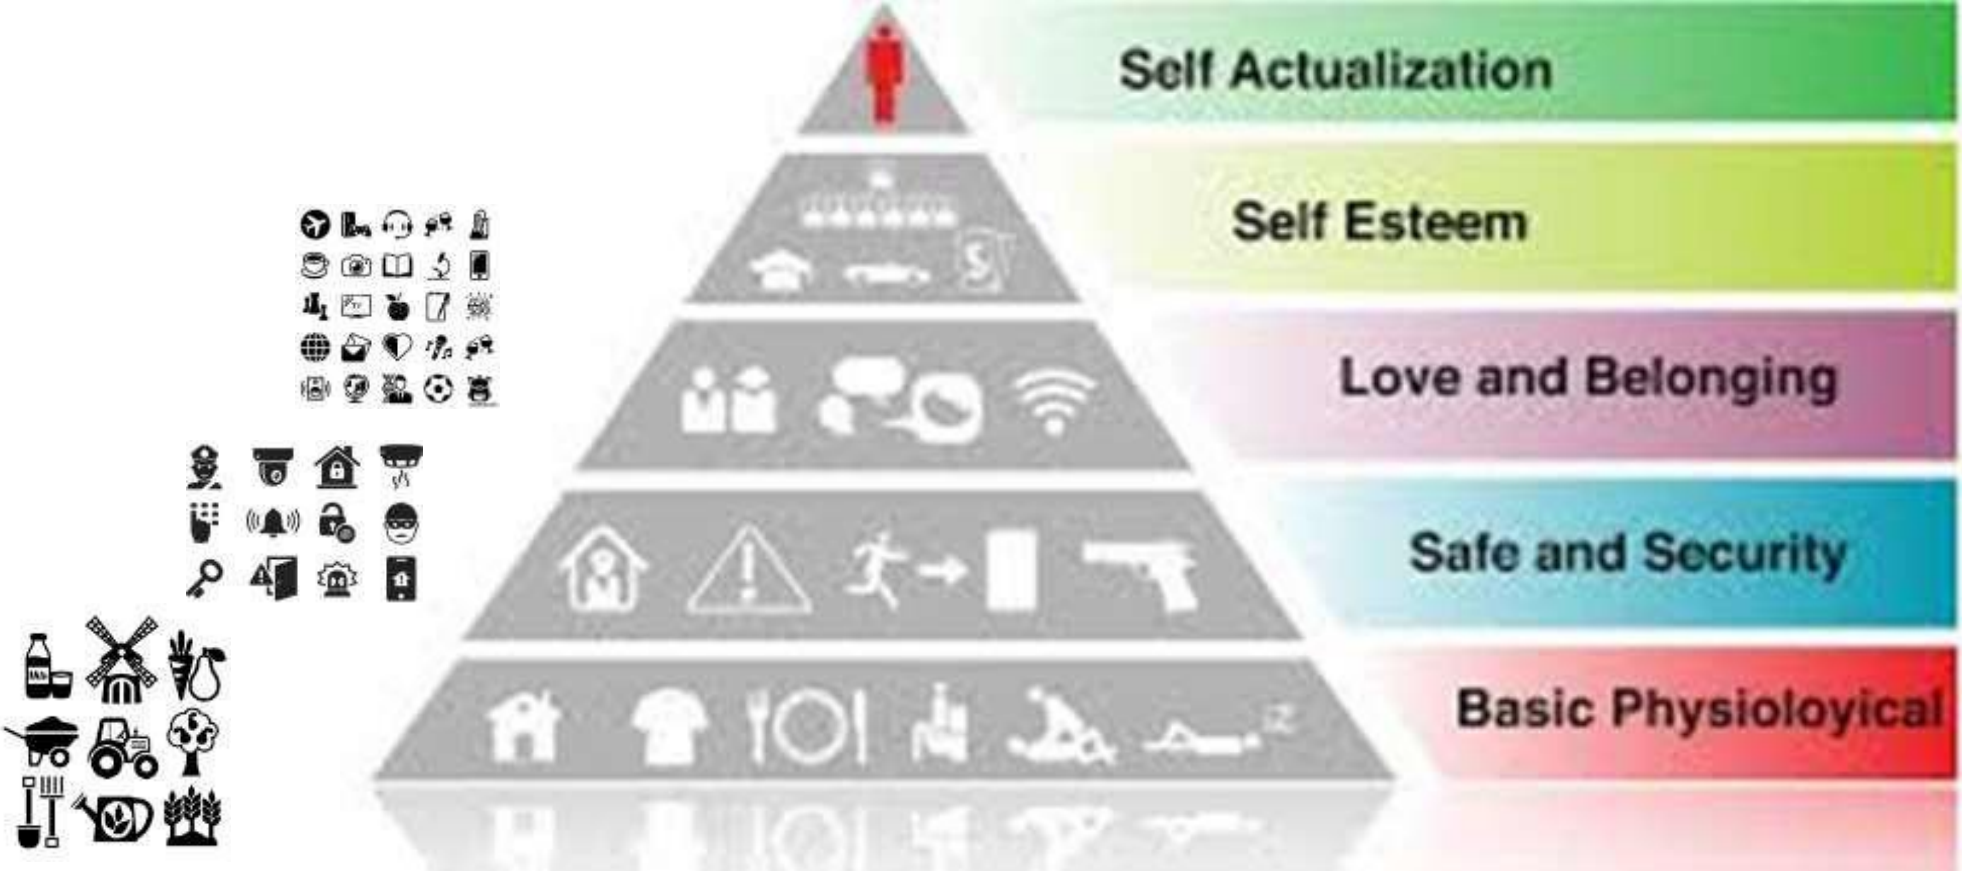 Self Actualization
Self Esteem
Love and Belonging
Safe and Security
Basic Physioloyical